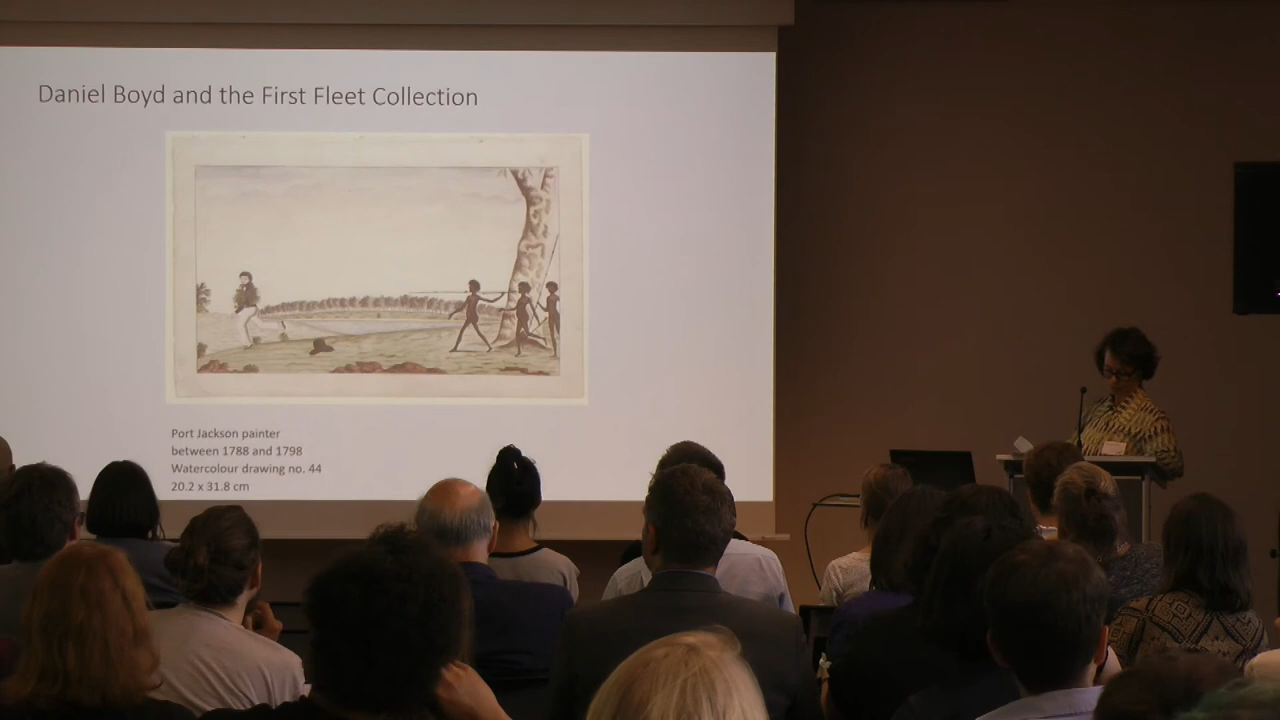 Daniel Boyd and the First Fleet Collection
Port Jackson painter
between 1788 and 1798
Watercolour drawing no. 44
20.2 x 31.8 cm